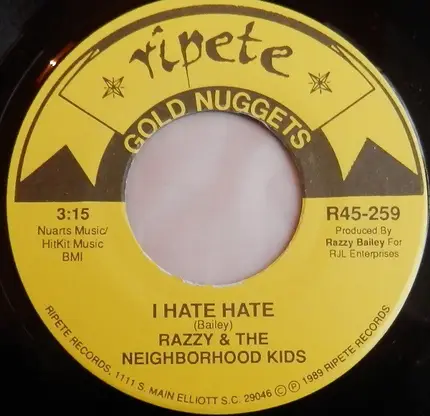 ripete
GOLD NUGGETS
3:15
Nuarts Music/
HitKit Music
BMI
R45-259
Produced By
Razzy Bailey For
RJL Enterprises
I HATE HATE
(Bailey)
RAZZY & THE
NEIGHBORHOOD KIDS
RIPETE RECORDS, 1111 S. MAIN ELLIOTT S.C. 29046 © ℗ 1989 RIPETE RECORDS